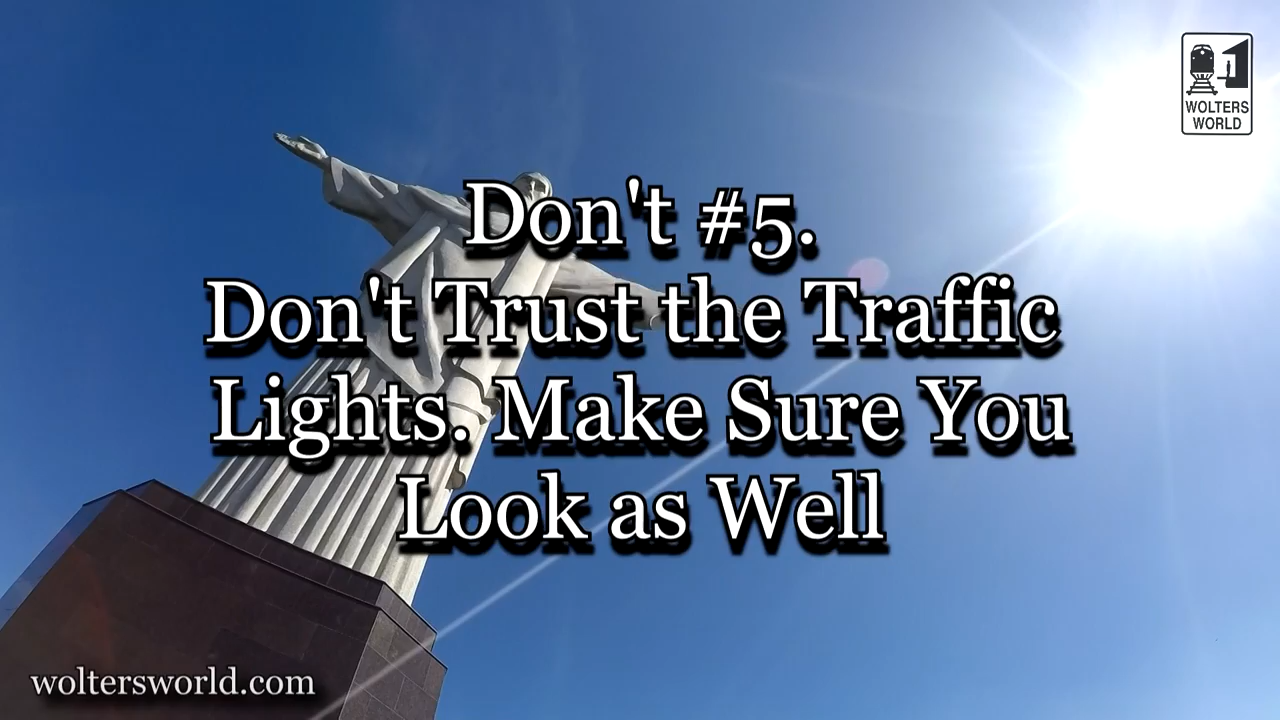 WOLTERS
WORLD
Don't #5.
Don't Trust the Traffic
Lights. Make Sure You
Look as Well
woltersworld.com